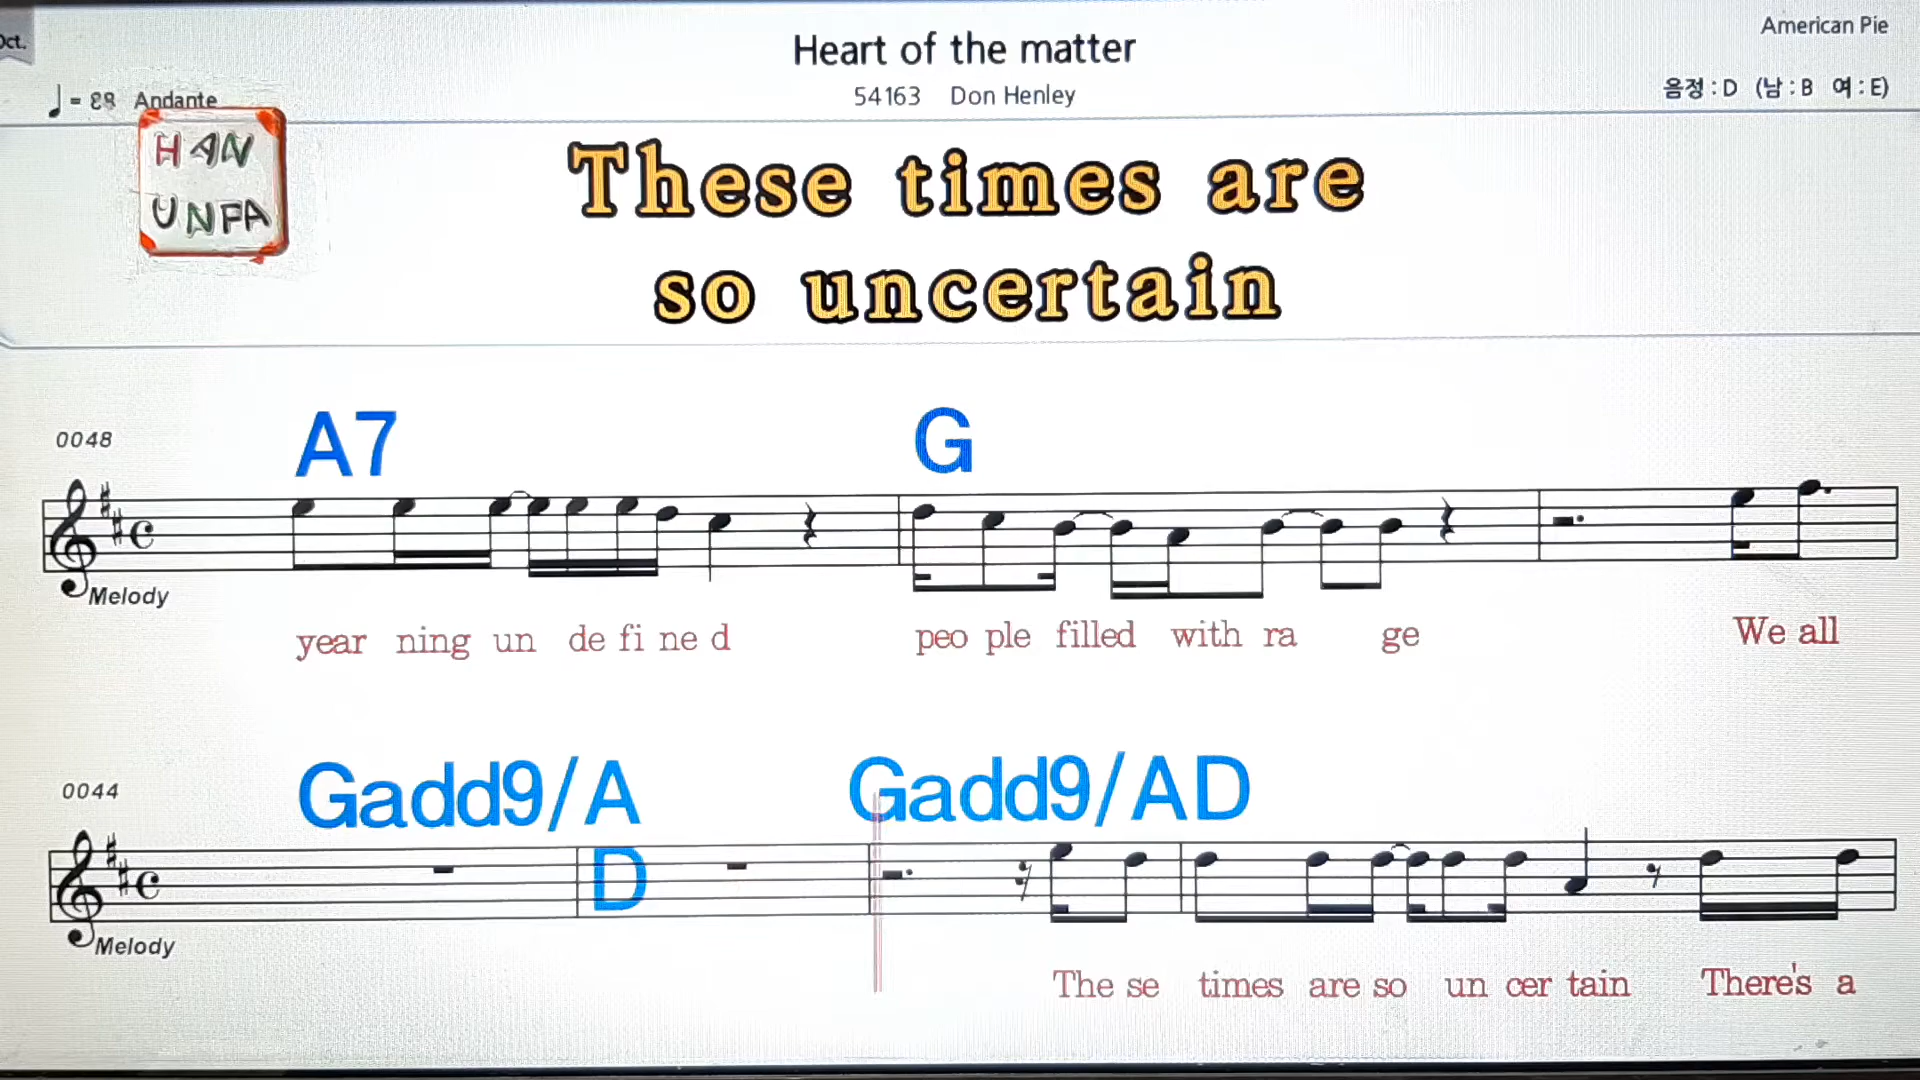 Oct.
Heart of the matter
American Pie
♩ = 88 Andante
54163 Don Henley
음정 : D (남 : B 여 : E)
HAN
UNFA
These times are
so uncertain
0048
A7 G
Melody
year ning un de fi ne d peo ple filled with ra ge We all
0044
Gadd9/A Gadd9/AD
D
Melody
The se times are so un cer tain There's a